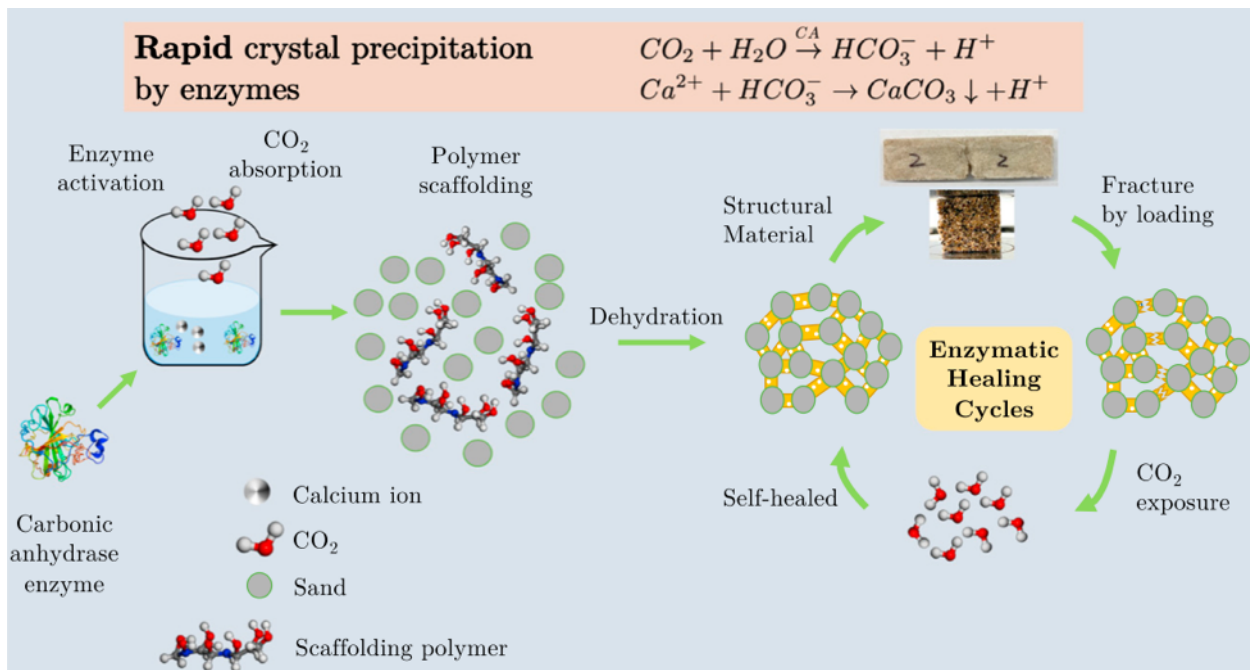 Rapid crystal precipitation
by enzymes
CO₂ + H₂O →^{CA} HCO₃⁻ + H⁺
Ca²⁺ + HCO₃⁻ → CaCO₃ ↓ +H⁺
Enzyme
activation
CO₂
absorption
Polymer
scaffolding
Dehydration
Structural
Material
2 2
Fracture
by loading
Enzymatic
Healing
Cycles
CO₂
exposure
Self-healed
Carbonic
anhydrase
enzyme
Calcium ion
CO₂
Sand
Scaffolding polymer